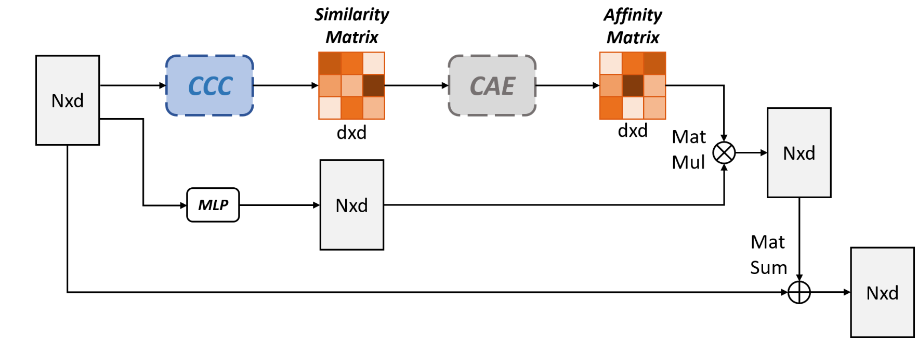 Similarity
Matrix
Affinity
Matrix
Nxd
CCC
CAE
dxd
dxd
Mat
Mul
Nxd
MLP
Nxd
Mat
Sum
Nxd